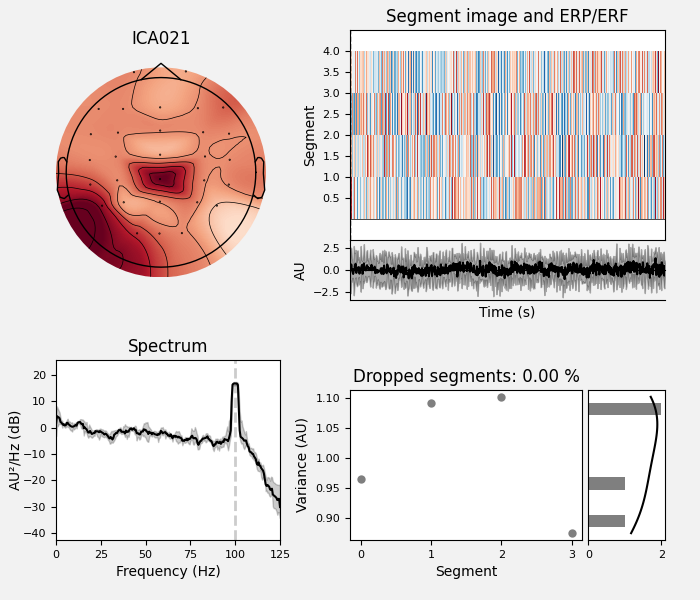 ICA021
Segment image and ERP/ERF
Segment
4.0
3.5
3.0
2.5
2.0
1.5
1.0
0.5
AU
2.5
0.0
−2.5
Time (s)
Spectrum
AU²/Hz (dB)
20
10
0
−10
−20
−30
−40
0 25 50 75 100 125
Frequency (Hz)
Dropped segments: 0.00 %
Variance (AU)
1.10
1.05
1.00
0.95
0.90
0 1 2 3
Segment
0 2